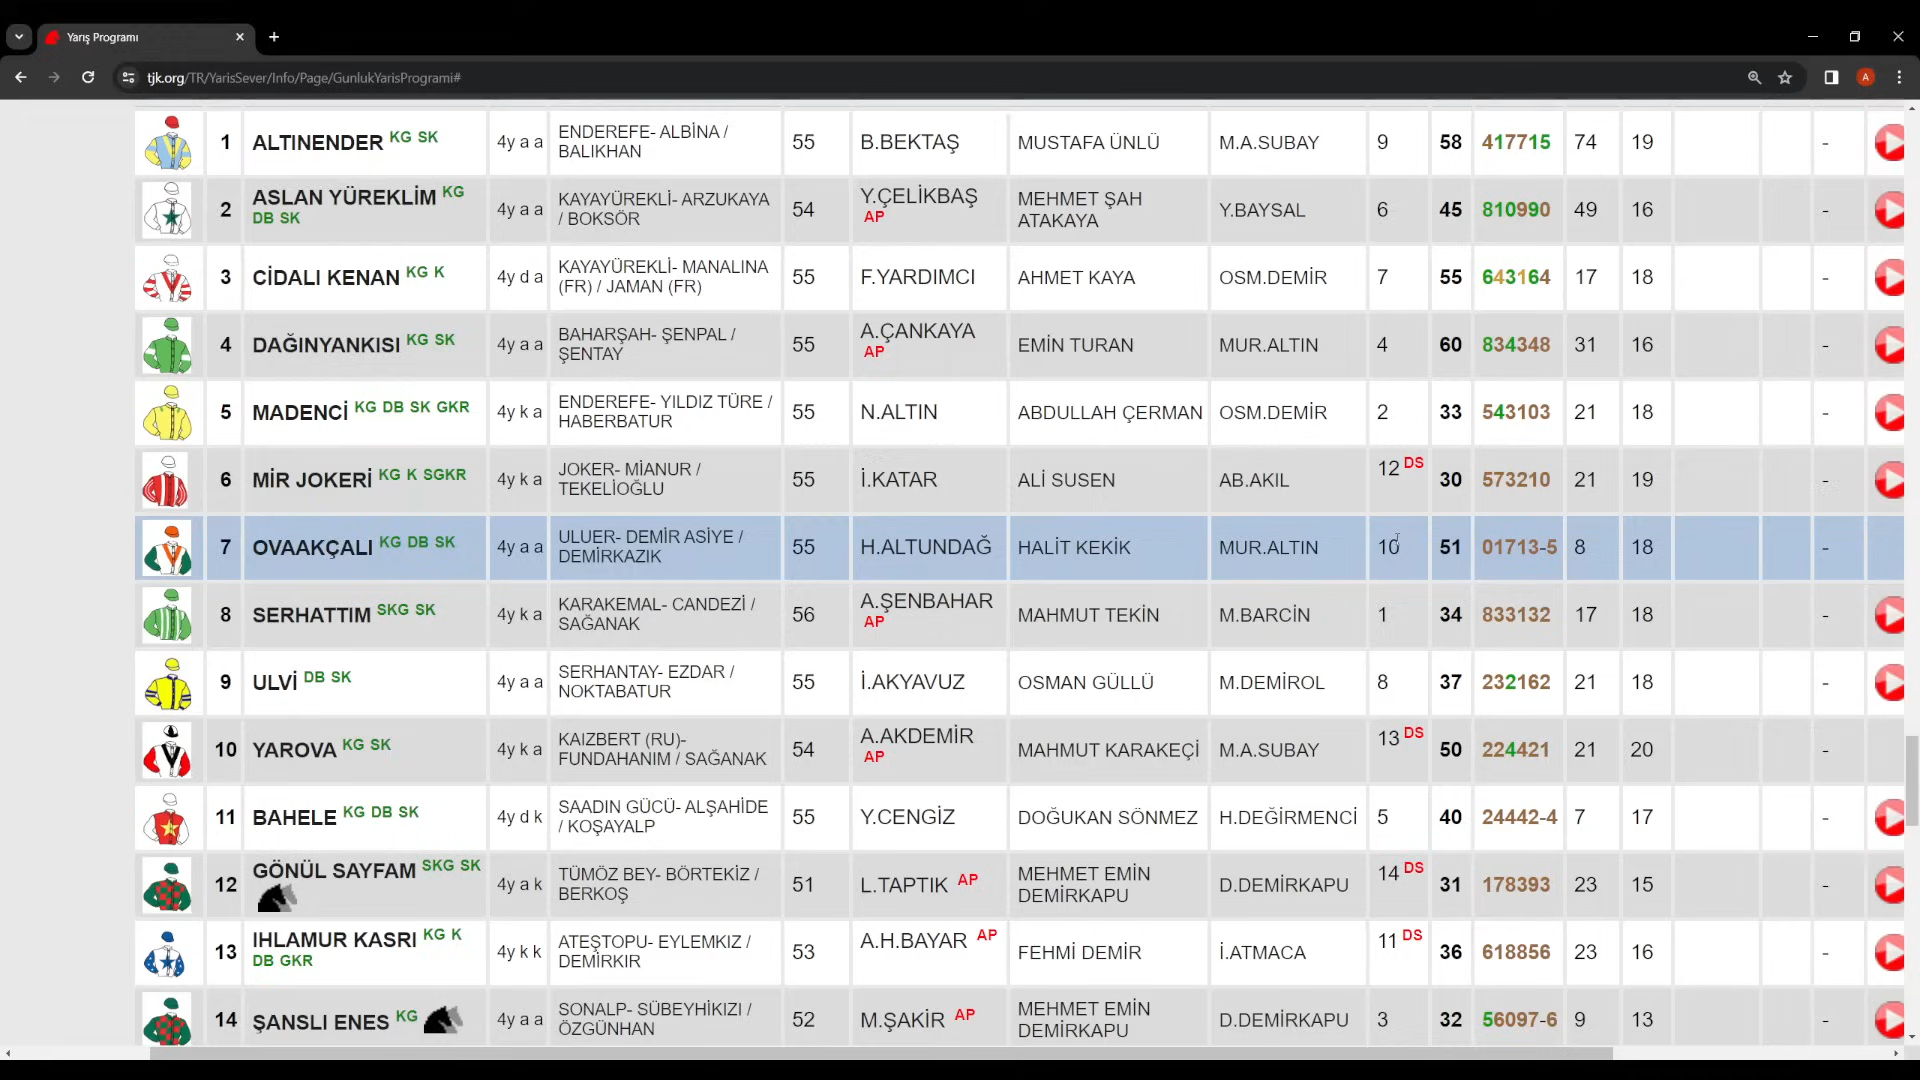 Yarış Programı
tjk.org/TR/YarisSever/Info/Page/GunlukYarisProgrami#
A
1 ALTINENDER KG SK 4y a a ENDEREFE- ALBİNA / BALIKHAN 55 B.BEKTAŞ MUSTAFA ÜNLÜ M.A.SUBAY 9 58 417715 74 19 -
2 ASLAN YÜREKLİM KG DB SK 4y a a KAYAYÜREKLİ- ARZUKAYA / BOKSÖR 54 Y.ÇELİKBAŞ AP MEHMET ŞAH ATAKAYA Y.BAYSAL 6 45 810990 49 16 -
3 CİDALI KENAN KG K 4y d a KAYAYÜREKLİ- MANALINA (FR) / JAMAN (FR) 55 F.YARDIMCI AHMET KAYA OSM.DEMİR 7 55 643164 17 18 -
4 DAĞINYANKISI KG SK 4y a a BAHARŞAH- ŞENPAL / ŞENTAY 55 A.ÇANKAYA AP EMİN TURAN MUR.ALTIN 4 60 834348 31 16 -
5 MADENCİ KG DB SK GKR 4y k a ENDEREFE- YILDIZ TÜRE / HABERBATUR 55 N.ALTIN ABDULLAH ÇERMAN OSM.DEMİR 2 33 543103 21 18 -
6 MİR JOKERİ KG K SGKR 4y k a JOKER- MİANUR / TEKELİOĞLU 55 İ.KATAR ALİ SUSEN AB.AKIL 12 DS 30 573210 21 19 -
7 OVAAKÇALI KG DB SK 4y a a ULUER- DEMİR ASİYE / DEMİRKAZIK 55 H.ALTUNDAĞ HALİT KEKİK MUR.ALTIN 10 51 01713-5 8 18 -
8 SERHATTIM SKG SK 4y k a KARAKEMAL- CANDEZİ / SAĞANAK 56 A.ŞENBAHAR AP MAHMUT TEKİN M.BARCİN 1 34 833132 17 18 -
9 ULVİ DB SK 4y a a SERHANTAY- EZDAR / NOKTABATUR 55 İ.AKYAVUZ OSMAN GÜLLÜ M.DEMİROL 8 37 232162 21 18 -
10 YAROVA KG SK 4y k a KAIZBERT (RU)- FUNDAHANIM / SAĞANAK 54 A.AKDEMİR AP MAHMUT KARAKEÇİ M.A.SUBAY 13 DS 50 224421 21 20 -
11 BAHELE KG DB SK 4y d k SAADIN GÜCÜ- ALŞAHİDE / KOŞAYALP 55 Y.CENGİZ DOĞUKAN SÖNMEZ H.DEĞİRMENCİ 5 40 24442-4 7 17 -
12 GÖNÜL SAYFAM SKG SK 4y a k TÜMÖZ BEY- BÖRTEKİZ / BERKOŞ 51 L.TAPTIK AP MEHMET EMİN DEMİRKAPU D.DEMİRKAPU 14 DS 31 178393 23 15 -
13 IHLAMUR KASRI KG K DB GKR 4y k k ATEŞTOPU- EYLEMKIZ / DEMİRKIR 53 A.H.BAYAR AP FEHMİ DEMİR İ.ATMACA 11 DS 36 618856 23 16 -
14 ŞANSLI ENES KG 4y a a SONALP- SÜBEYHİKIZI / ÖZGÜNHAN 52 M.ŞAKİR AP MEHMET EMİN DEMİRKAPU D.DEMİRKAPU 3 32 56097-6 9 13 -